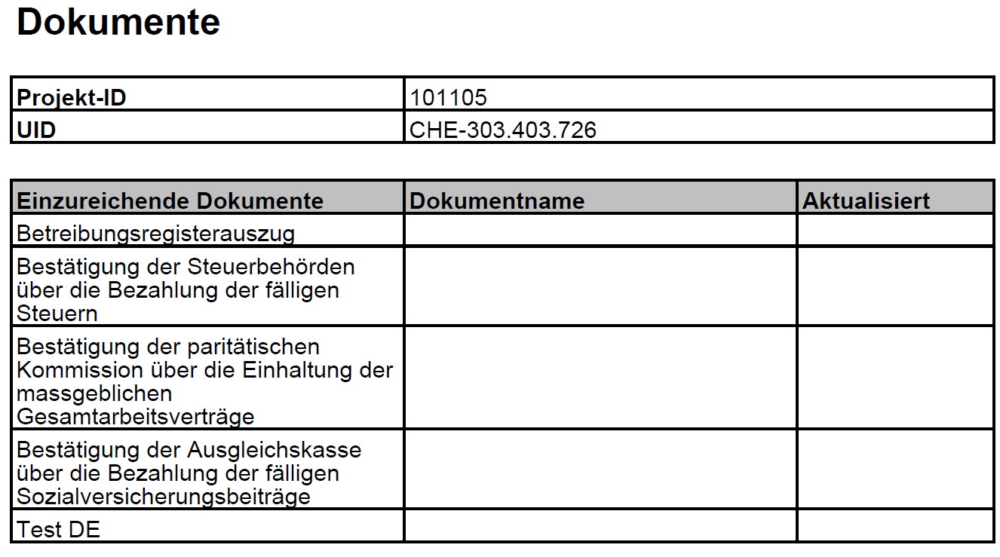 Dokumente
Projekt-ID 101105
UID CHE-303.403.726
Einzureichende Dokumente Dokumentname Aktualisiert
Betreibungsregisterauszug
Bestätigung der Steuerbehörden
über die Bezahlung der fälligen
Steuern
Bestätigung der paritätischen
Kommission über die Einhaltung der
massgeblichen
Gesamtarbeitsverträge
Bestätigung der Ausgleichskasse
über die Bezahlung der fälligen
Sozialversicherungsbeiträge
Test DE